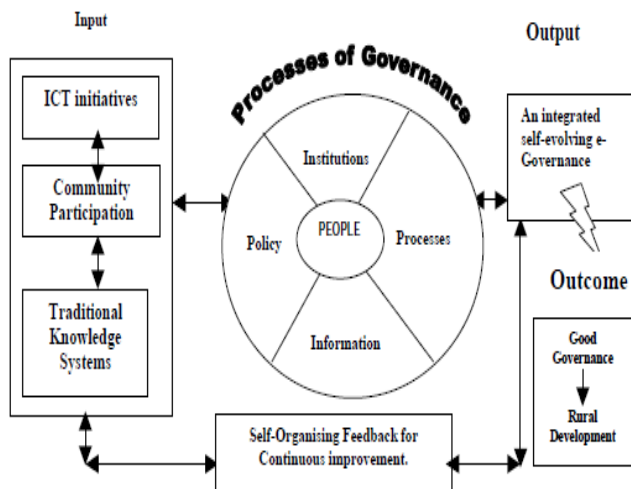 Input
ICT initiatives
Community
Participation
Traditional
Knowledge
Systems
Processes of Governance
Institutions
Policy
PEOPLE
Processes
Information
Output
An integrated
self-evolving e-
Governance
Outcome
Good
Governance
Rural
Development
Self-Organising Feedback for
Continuous improvement.